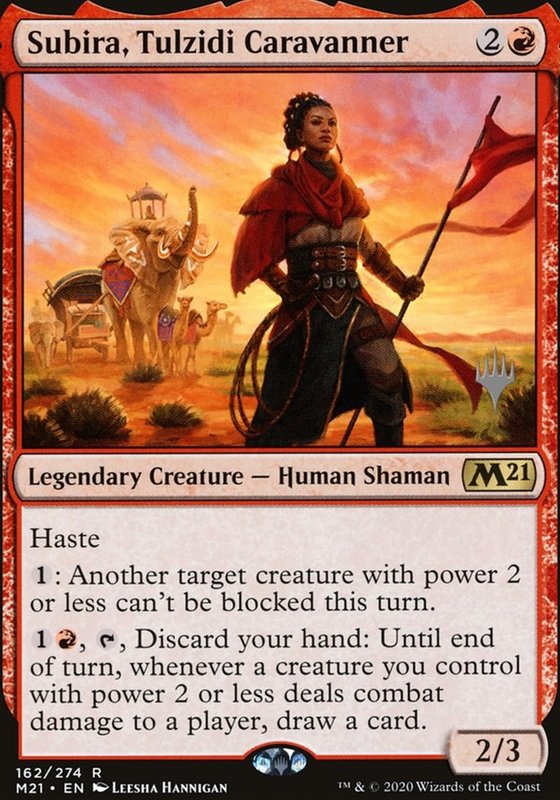 Subira, Tulzidi Caravanner 2
Legendary Creature — Human Shaman M21
Haste
1: Another target creature with power 2
or less can't be blocked this turn.
1 , , Discard your hand: Until end
of turn, whenever a creature you control
with power 2 or less deals combat
damage to a player, draw a card.
2/3
162/274 R
M21 • EN Leesha Hannigan
™ & © 2020 Wizards of the Coast